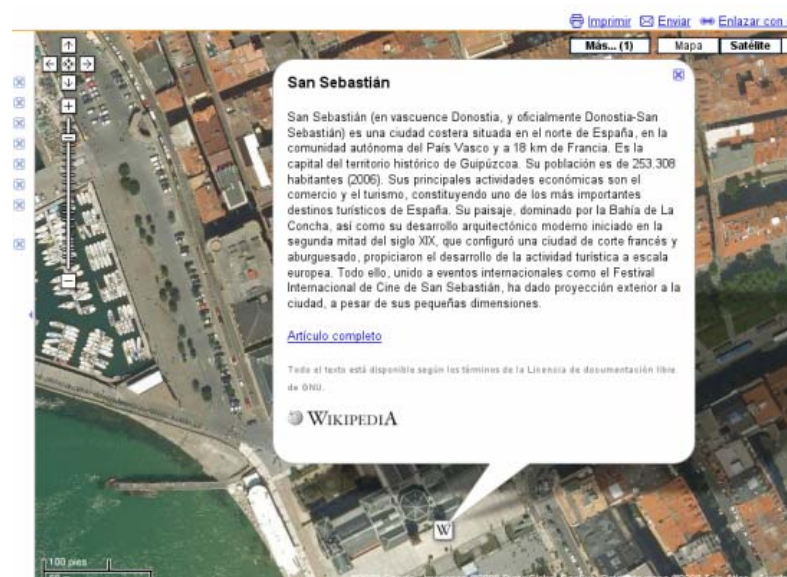 Imprimir Enviar Enlazar con
Más... (1) Mapa Satélite
San Sebastián
San Sebastián (en vascuence Donostia, y oficialmente Donostia-San
Sebastián) es una ciudad costera situada en el norte de España, en la
comunidad autónoma del País Vasco y a 18 km de Francia. Es la
capital del territorio histórico de Guipúzcoa. Su población es de 253.308
habitantes (2006). Sus principales actividades económicas son el
comercio y el turismo, constituyendo uno de los más importantes
destinos turísticos de España. Su paisaje, dominado por la Bahía de La
Concha, así como su desarrollo arquitectónico moderno iniciado en la
segunda mitad del siglo XIX, que configuró una ciudad de corte francés y
aburguesado, propiciaron el desarrollo de la actividad turística a escala
europea. Todo ello, unido a eventos internacionales como el Festival
Internacional de Cine de San Sebastián, ha dado proyección exterior a la
ciudad, a pesar de sus pequeñas dimensiones.
Artículo completo
Todo el texto está disponible según los términos de la Licencia de documentación libre
de GNU.
WIKIPEDIA
W
100 pies